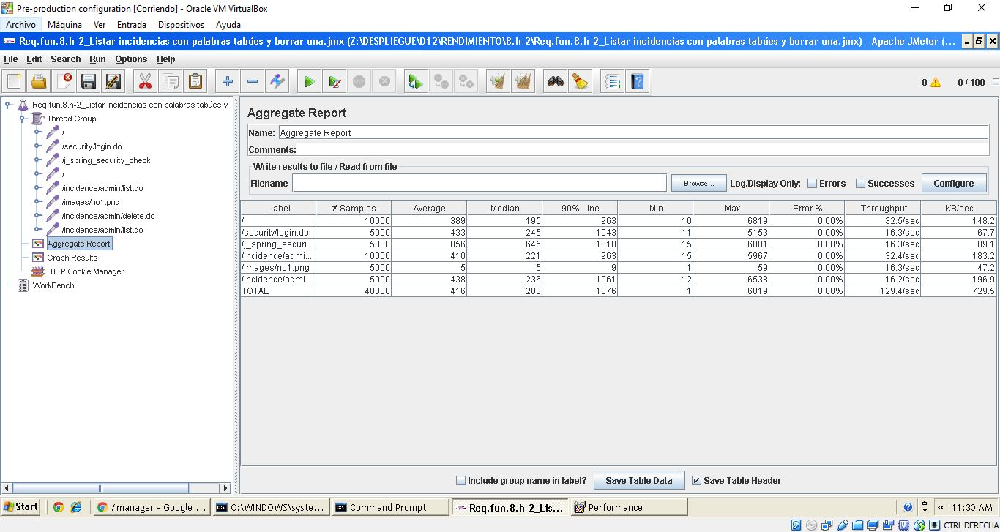 Pre-production configuration [Corriendo] - Oracle VM VirtualBox
Archivo Máquina Ver Entrada Dispositivos Ayuda
Req.fun.8.h-2_Listar incidencias con palabras tabúes y borrar una.jmx (Z:\DESPLIEGUE\D12\RENDIMIENTO\8.h-2\Req.fun.8.h-2_Listar incidencias con palabras tabúes y borrar una.jmx) - Apache JMeter (...
File Edit Search Run Options Help
0 0 / 100
Req.fun.8.h-2_Listar incidencias con palabras tabúes y
Thread Group
/
/security/login.do
/j_spring_security_check
/
/incidence/admin/list.do
/images/no1.png
/incidence/admin/delete.do
/incidence/admin/list.do
Aggregate Report
Graph Results
HTTP Cookie Manager
WorkBench
Aggregate Report
Name: Aggregate Report
Comments:
Write results to file / Read from file
Filename Browse... Log/Display Only: Errors Successes Configure
Label # Samples Average Median 90% Line Min Max Error % Throughput KB/sec
/ 10000 389 195 963 10 6819 0.00% 32.5/sec 148.2
/security/login.do 5000 433 245 1043 11 5153 0.00% 16.3/sec 67.7
/j_spring_securi... 5000 856 645 1818 15 6001 0.00% 16.3/sec 89.1
/incidence/admi... 10000 410 221 963 15 5967 0.00% 32.4/sec 183.2
/images/no1.png 5000 5 5 9 1 59 0.00% 16.3/sec 47.2
/incidence/admi... 5000 438 236 1061 12 6538 0.00% 16.2/sec 196.9
TOTAL 40000 416 203 1076 1 6819 0.00% 129.4/sec 729.5
Include group name in label? Save Table Data Save Table Header
Start /manager - Google ... C:\WINDOWS\syste... Command Prompt Req.fun.8.h-2_Lis... Performance « 11:30 AM
CTRL DERECHA